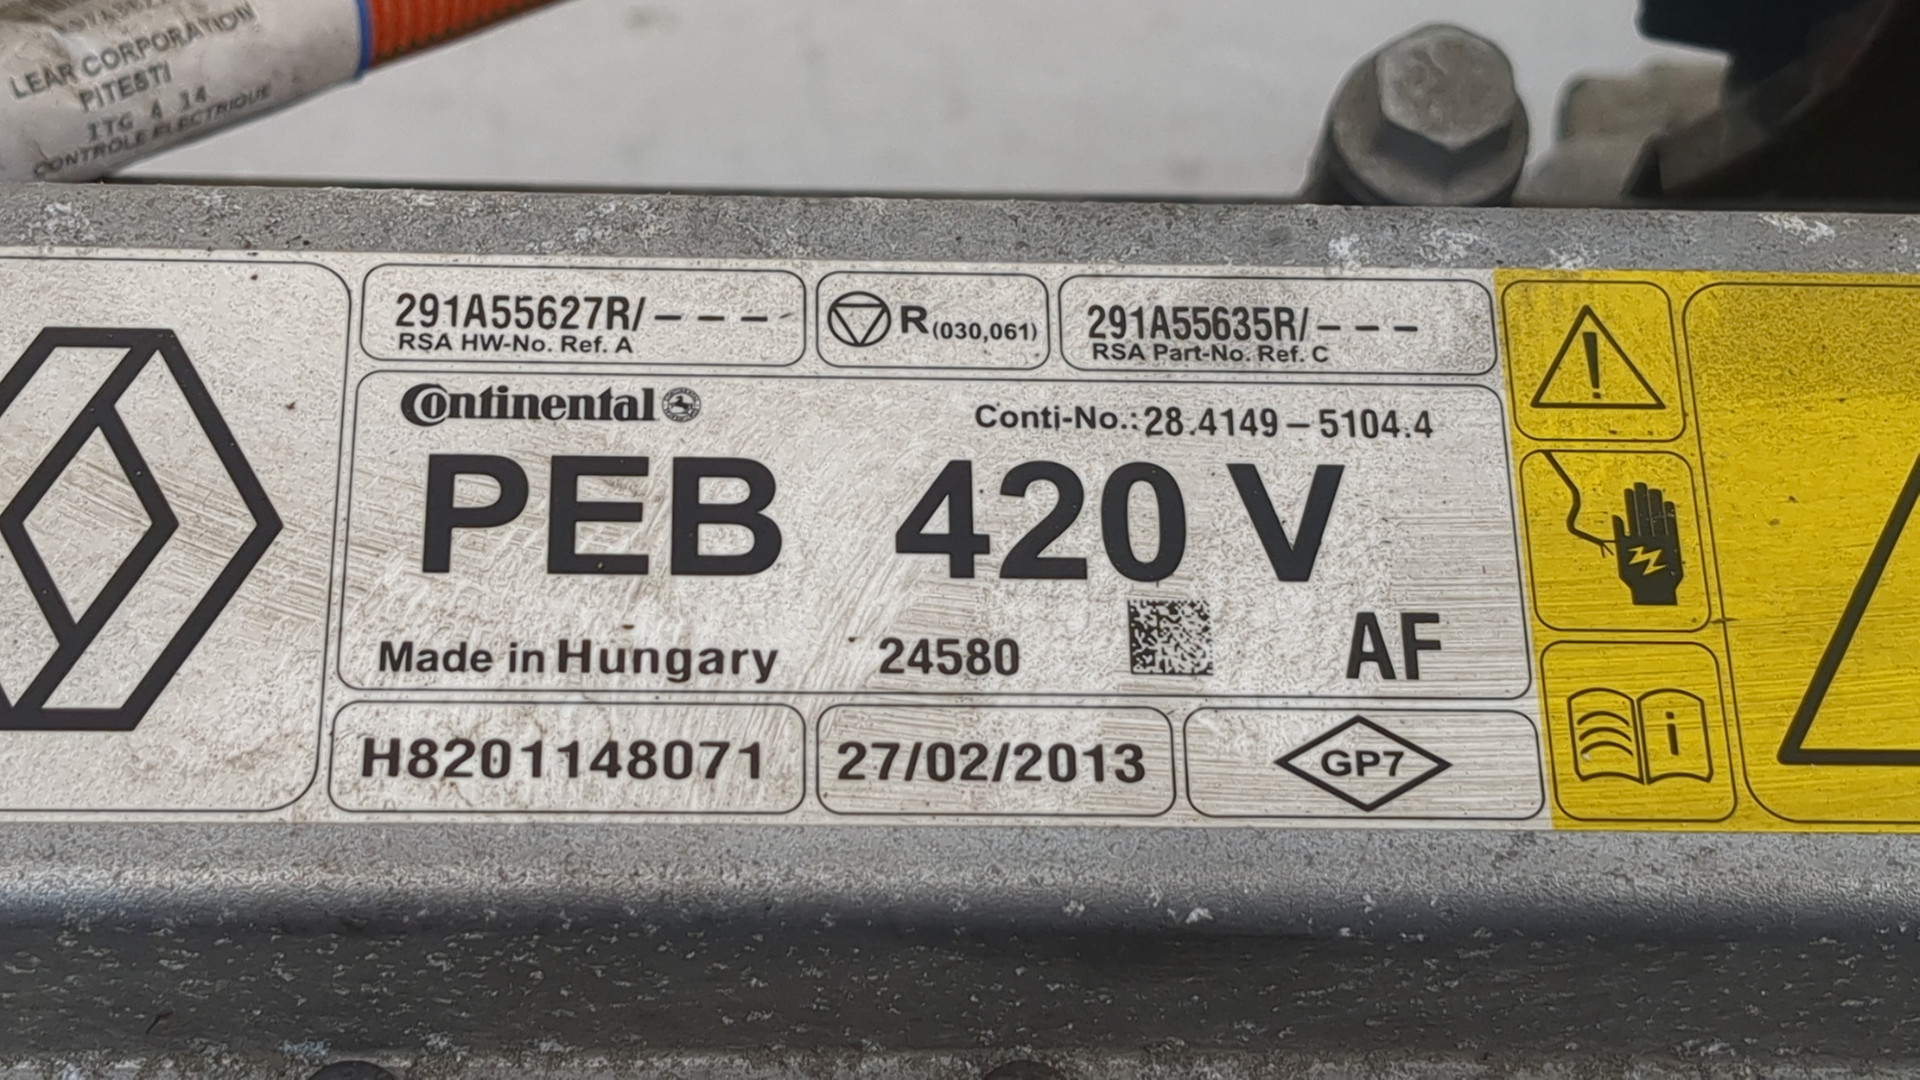 LEAR CORPORATION
PITESTI
ITG 4 14
CONTROLE ELECTRIQUE
291A55627R/---
RSA HW-No. Ref. A
R(030,061)
291A55635R/---
RSA Part-No. Ref. C
Continental
Conti-No.:28.4149-5104.4
PEB 420 V
Made in Hungary 24580 AF
H8201148071
27/02/2013
GP7